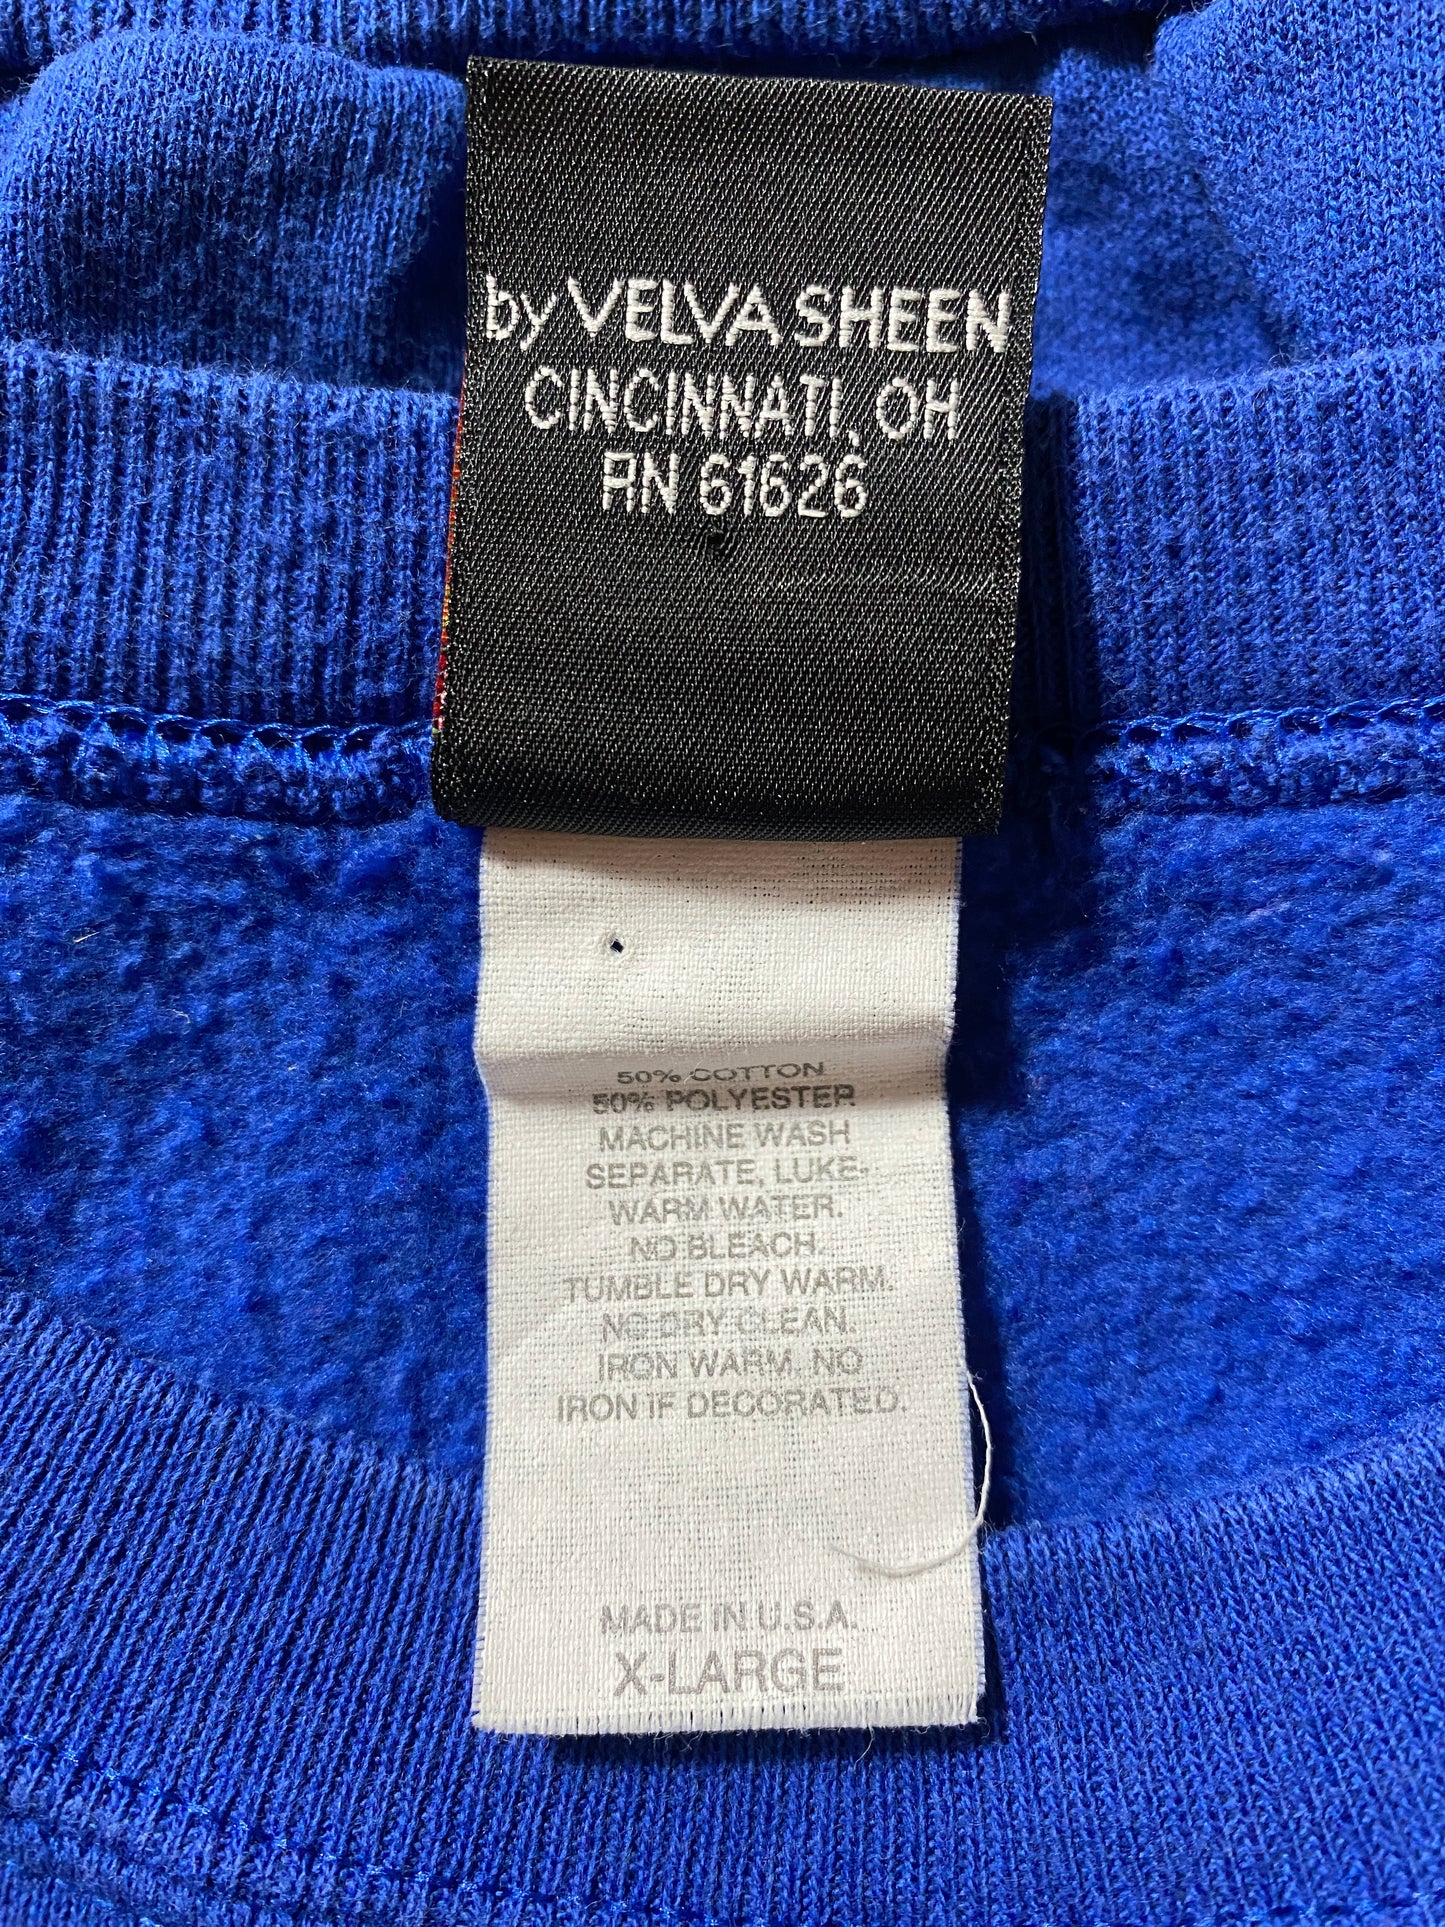 by VELVA SHEEN
CINCINNATI, OH
RN 61626
50% COTTON
50% POLYESTER
MACHINE WASH
SEPARATE, LUKE-
WARM WATER.
NO BLEACH.
TUMBLE DRY WARM.
NO DRY CLEAN.
IRON WARM. NO
IRON IF DECORATED.
MADE IN U.S.A.
X-LARGE